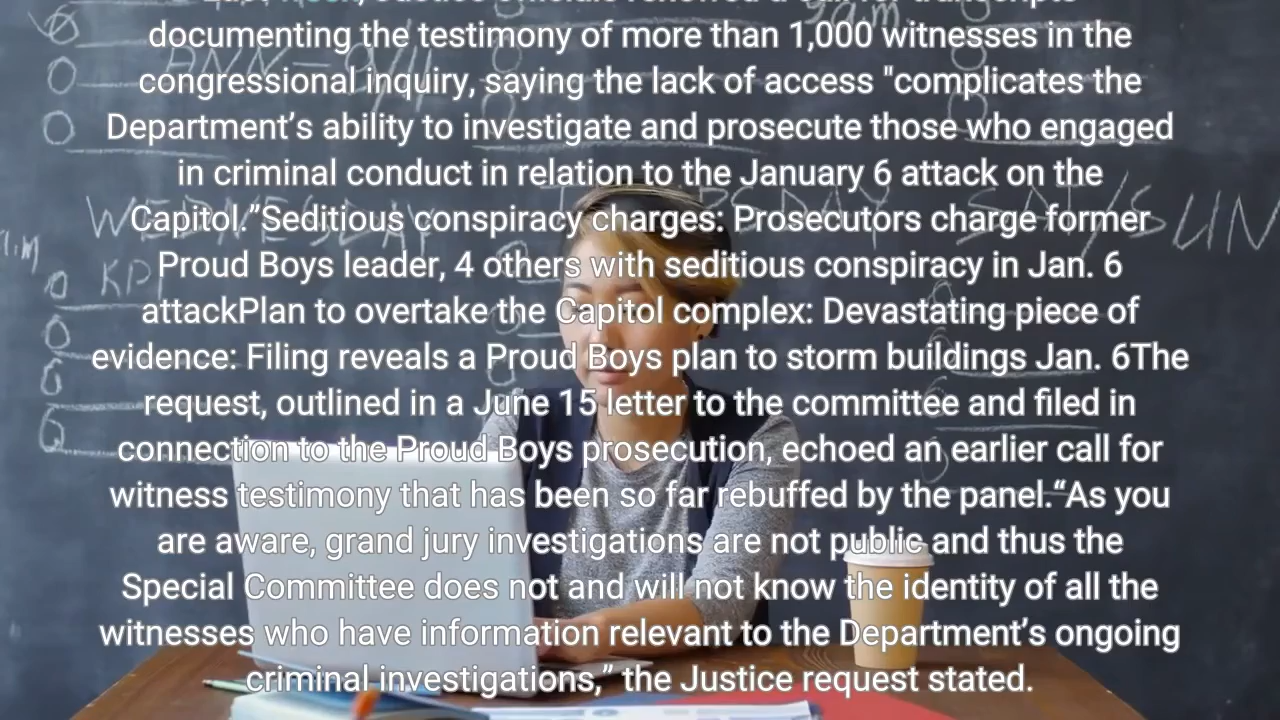 documenting the testimony of more than 1,000 witnesses in the
congressional inquiry, saying the lack of access "complicates the
Department’s ability to investigate and prosecute those who engaged
in criminal conduct in relation to the January 6 attack on the
Capitol.”Seditious conspiracy charges: Prosecutors charge former
Proud Boys leader, 4 others with seditious conspiracy in Jan. 6
attackPlan to overtake the Capitol complex: Devastating piece of
evidence: Filing reveals a Proud Boys plan to storm buildings Jan. 6The
request, outlined in a June 15 letter to the committee and filed in
connection to the Proud Boys prosecution, echoed an earlier call for
witness testimony that has been so far rebuffed by the panel.“As you
are aware, grand jury investigations are not public and thus the
Special Committee does not and will not know the identity of all the
witnesses who have information relevant to the Department’s ongoing
criminal investigations,” the Justice request stated.
WEDNESDAY SAT/SUN